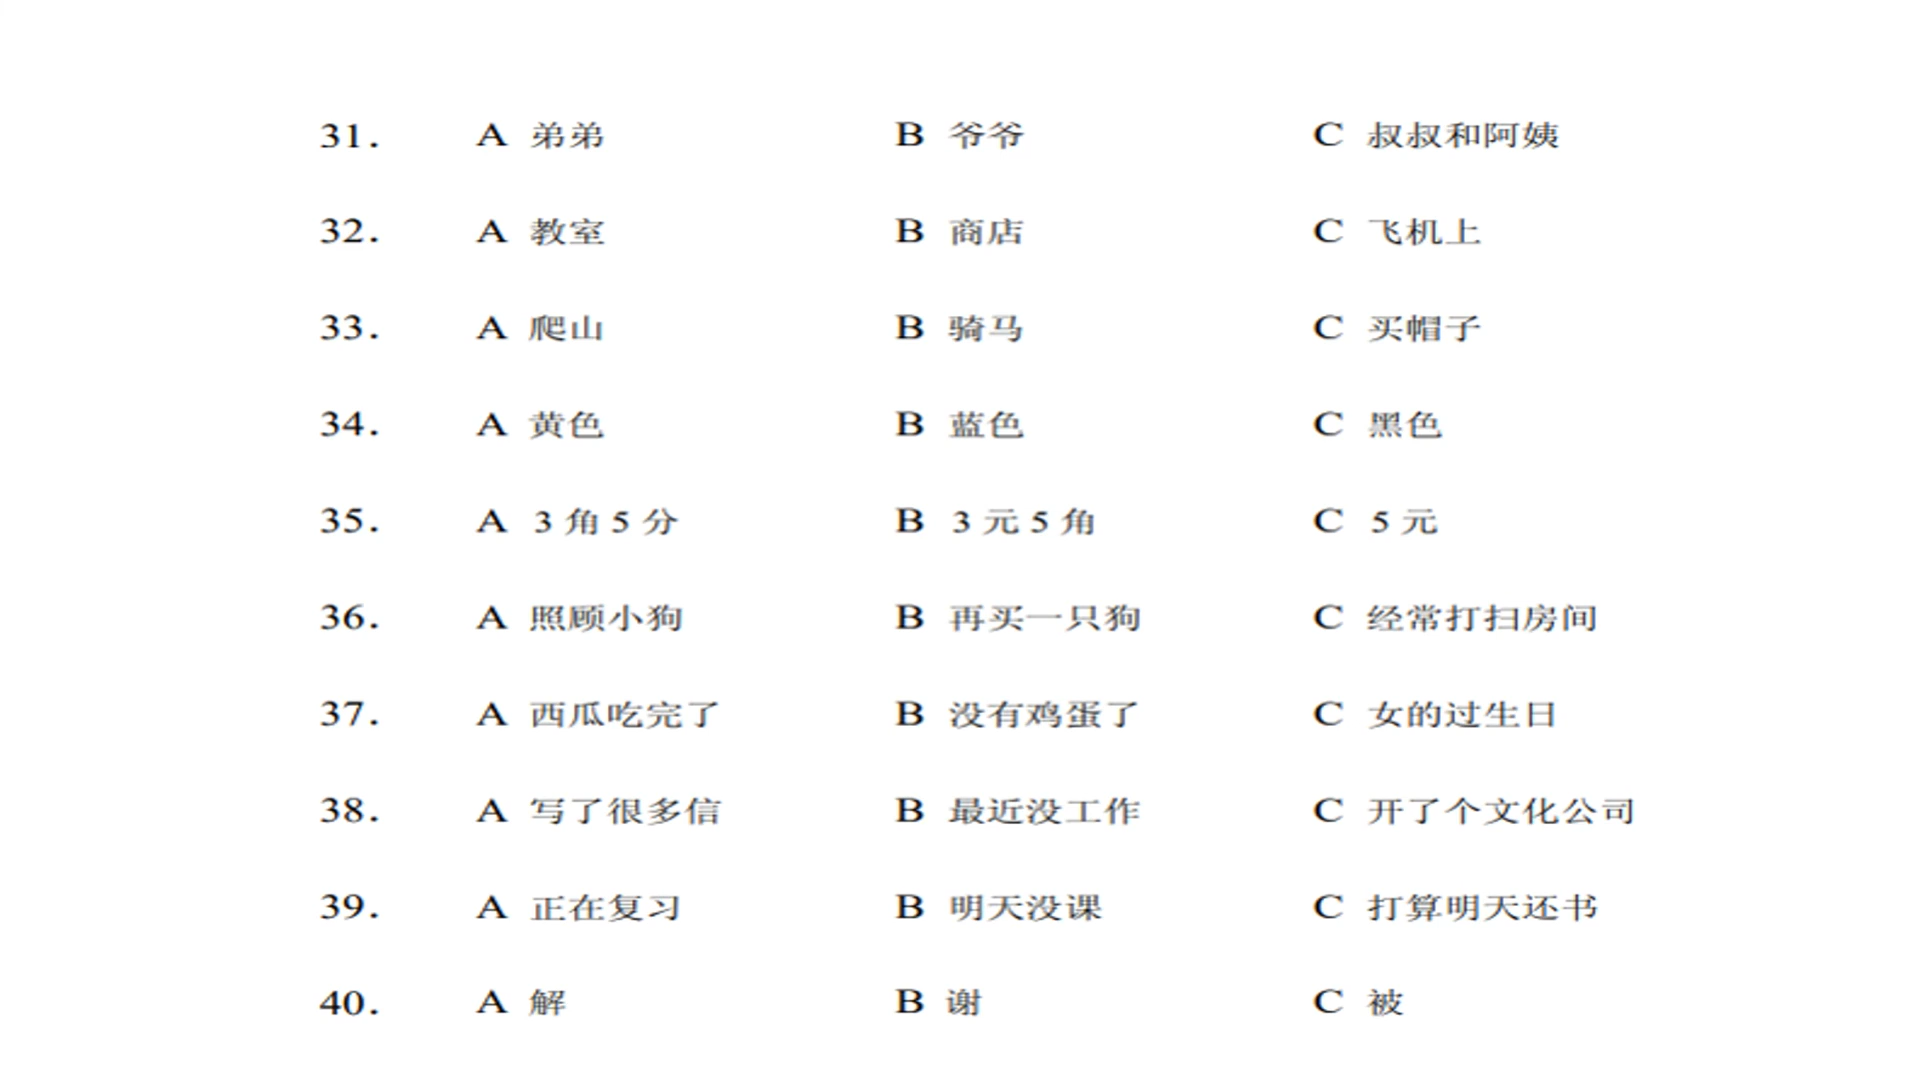 31. A 弟弟 B 爷爷 C 叔叔和阿姨
32. A 教室 B 商店 C 飞机上
33. A 爬山 B 骑马 C 买帽子
34. A 黄色 B 蓝色 C 黑色
35. A 3 角 5 分 B 3 元 5 角 C 5 元
36. A 照顾小狗 B 再买一只狗 C 经常打扫房间
37. A 西瓜吃完了 B 没有鸡蛋了 C 女的过生日
38. A 写了很多信 B 最近没工作 C 开了个文化公司
39. A 正在复习 B 明天没课 C 打算明天还书
40. A 解 B 谢 C 被